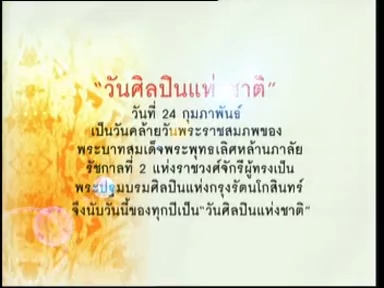 “วันศิลปินแห่งชาติ”
วันที่ 24 กุมภาพันธ์
เป็นวันคล้ายวันพระราชสมภพของ
พระบาทสมเด็จพระพุทธเลิศหล้านภาลัย
รัชกาลที่ 2 แห่งราชวงศ์จักรีผู้ทรงเป็น
พระปฐมบรมศิลปินแห่งกรุงรัตนโกสินทร์
จึงนับวันนี้ของทุกปีเป็น“วันศิลปินแห่งชาติ”